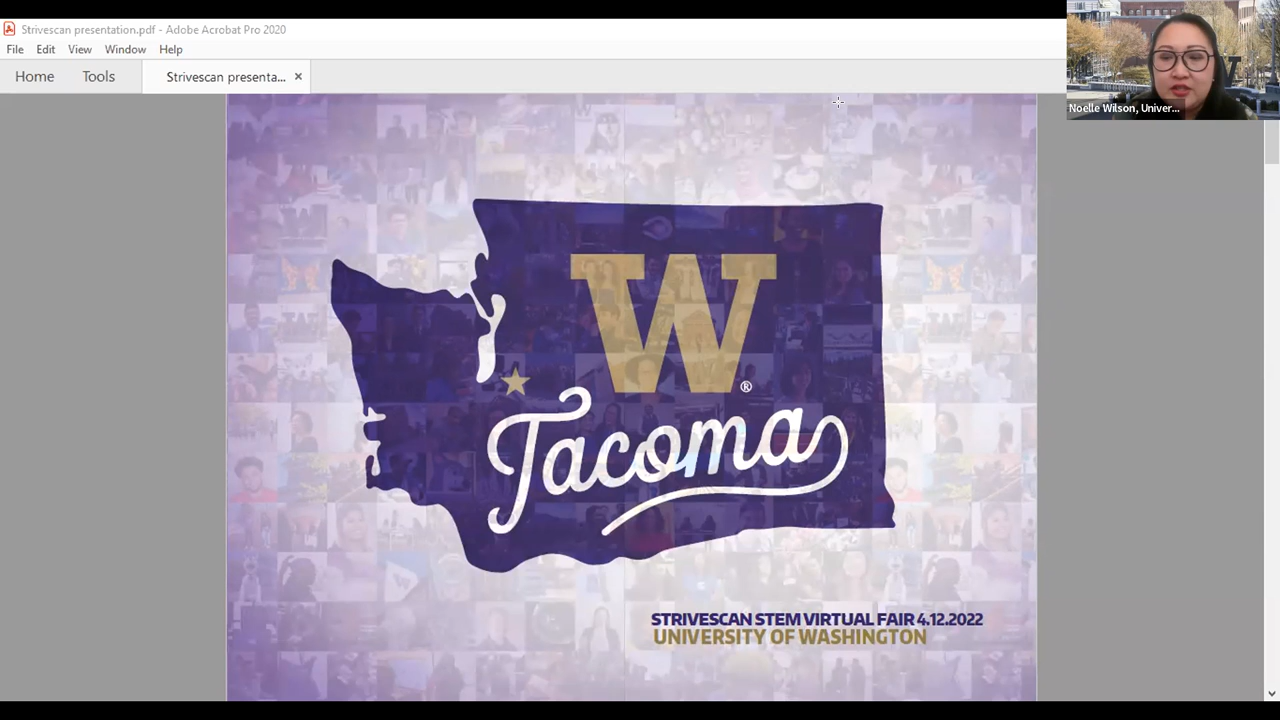 Strivescan presentation.pdf - Adobe Acrobat Pro 2020
File Edit View Window Help
Home Tools Strivescan presenta... ×
Noelle Wilson, Univer...
W®
Tacoma
STRIVESCAN STEM VIRTUAL FAIR 4.12.2022
UNIVERSITY OF WASHINGTON